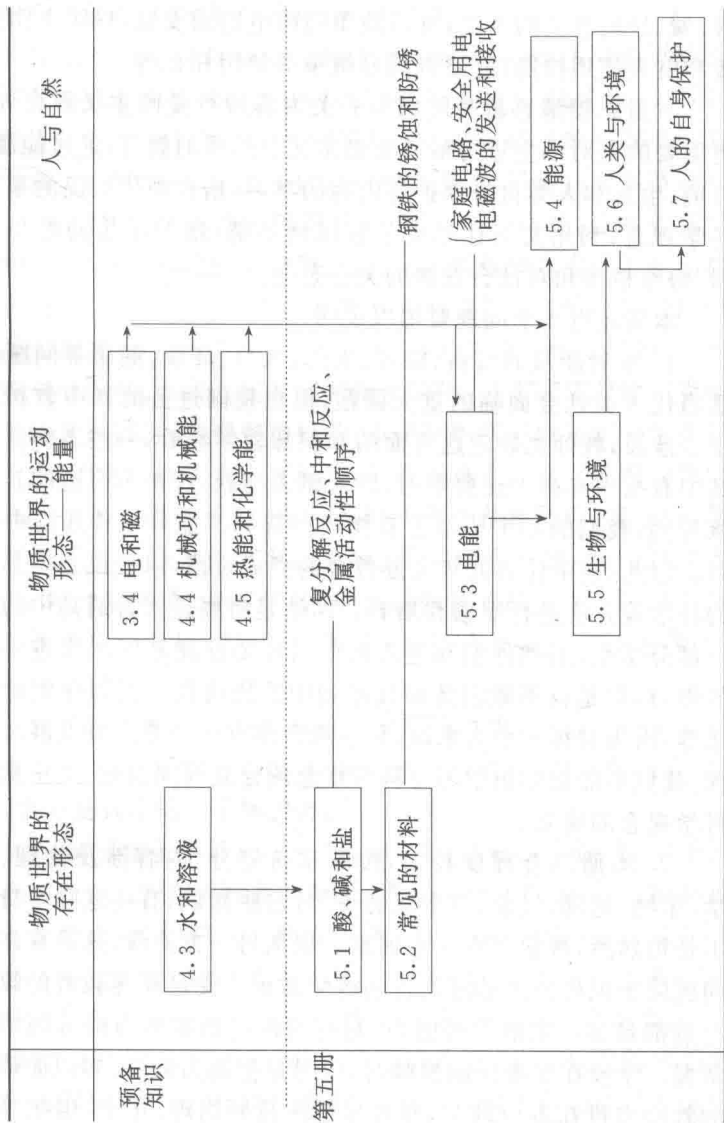 物质世界的
存在形态
物质世界的运动
形态——能量
人与自然
预备
知识
4.3 水和溶液
3.4 电和磁
4.4 机械功和机械能
4.5 热能和化学能
第五册
5.1 酸碱和盐
复分解反应、中和反应、
金属活动性顺序
5.2 常见的材料
钢铁的锈蚀和防锈
5.3 电能
家庭电路、安全用电
电磁波的发送和接收
5.4 能源
5.5 生物与环境
5.6 人类与环境
5.7 人的自身保护